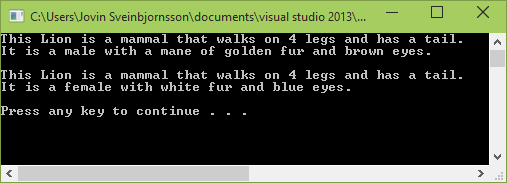 C:\Users\Jovin Sveinbjornsson\documents\visual studio 2013\...
This Lion is a mammal that walks on 4 legs and has a tail.
It is a male with a mane of golden fur and brown eyes.
This Lion is a mammal that walks on 4 legs and has a tail.
It is a female with white fur and blue eyes.
Press any key to continue . . .